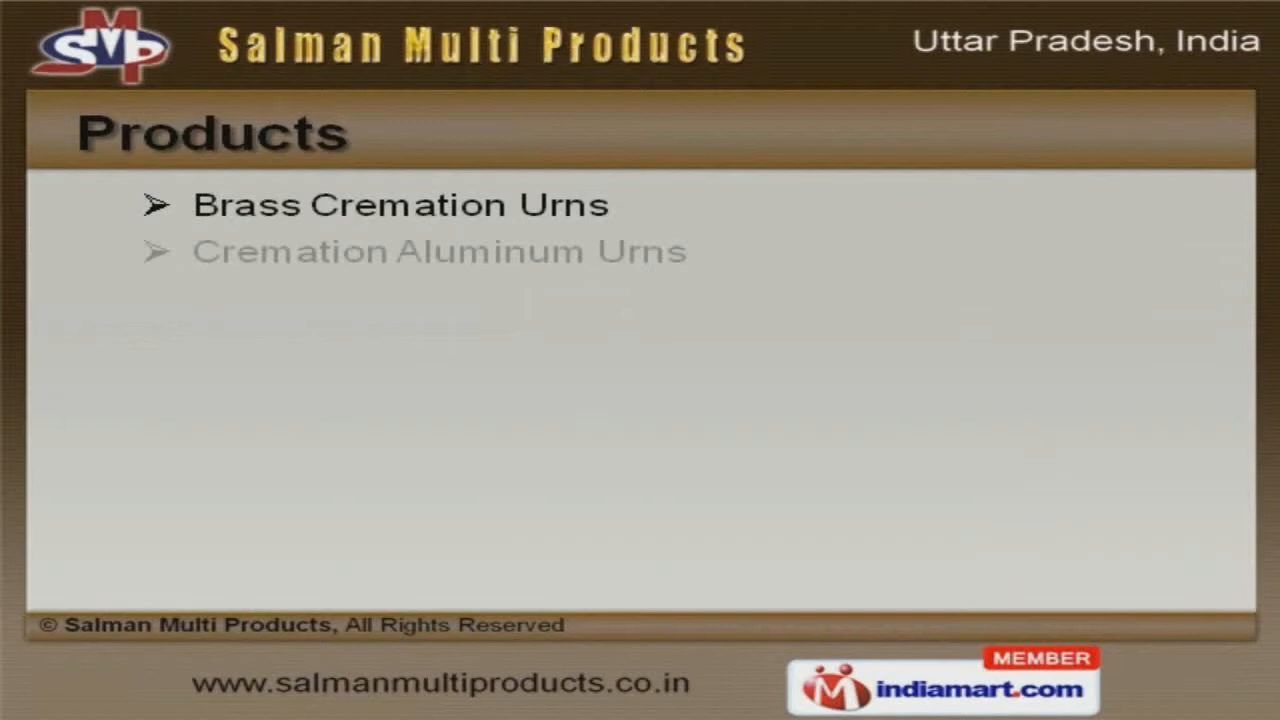 SMP
Salman Multi Products
Uttar Pradesh, India
Products
➢ Brass Cremation Urns
➢ Cremation Aluminum Urns
© Salman Multi Products, All Rights Reserved
www.salmanmultiproducts.co.in
MEMBER
indiamart.com